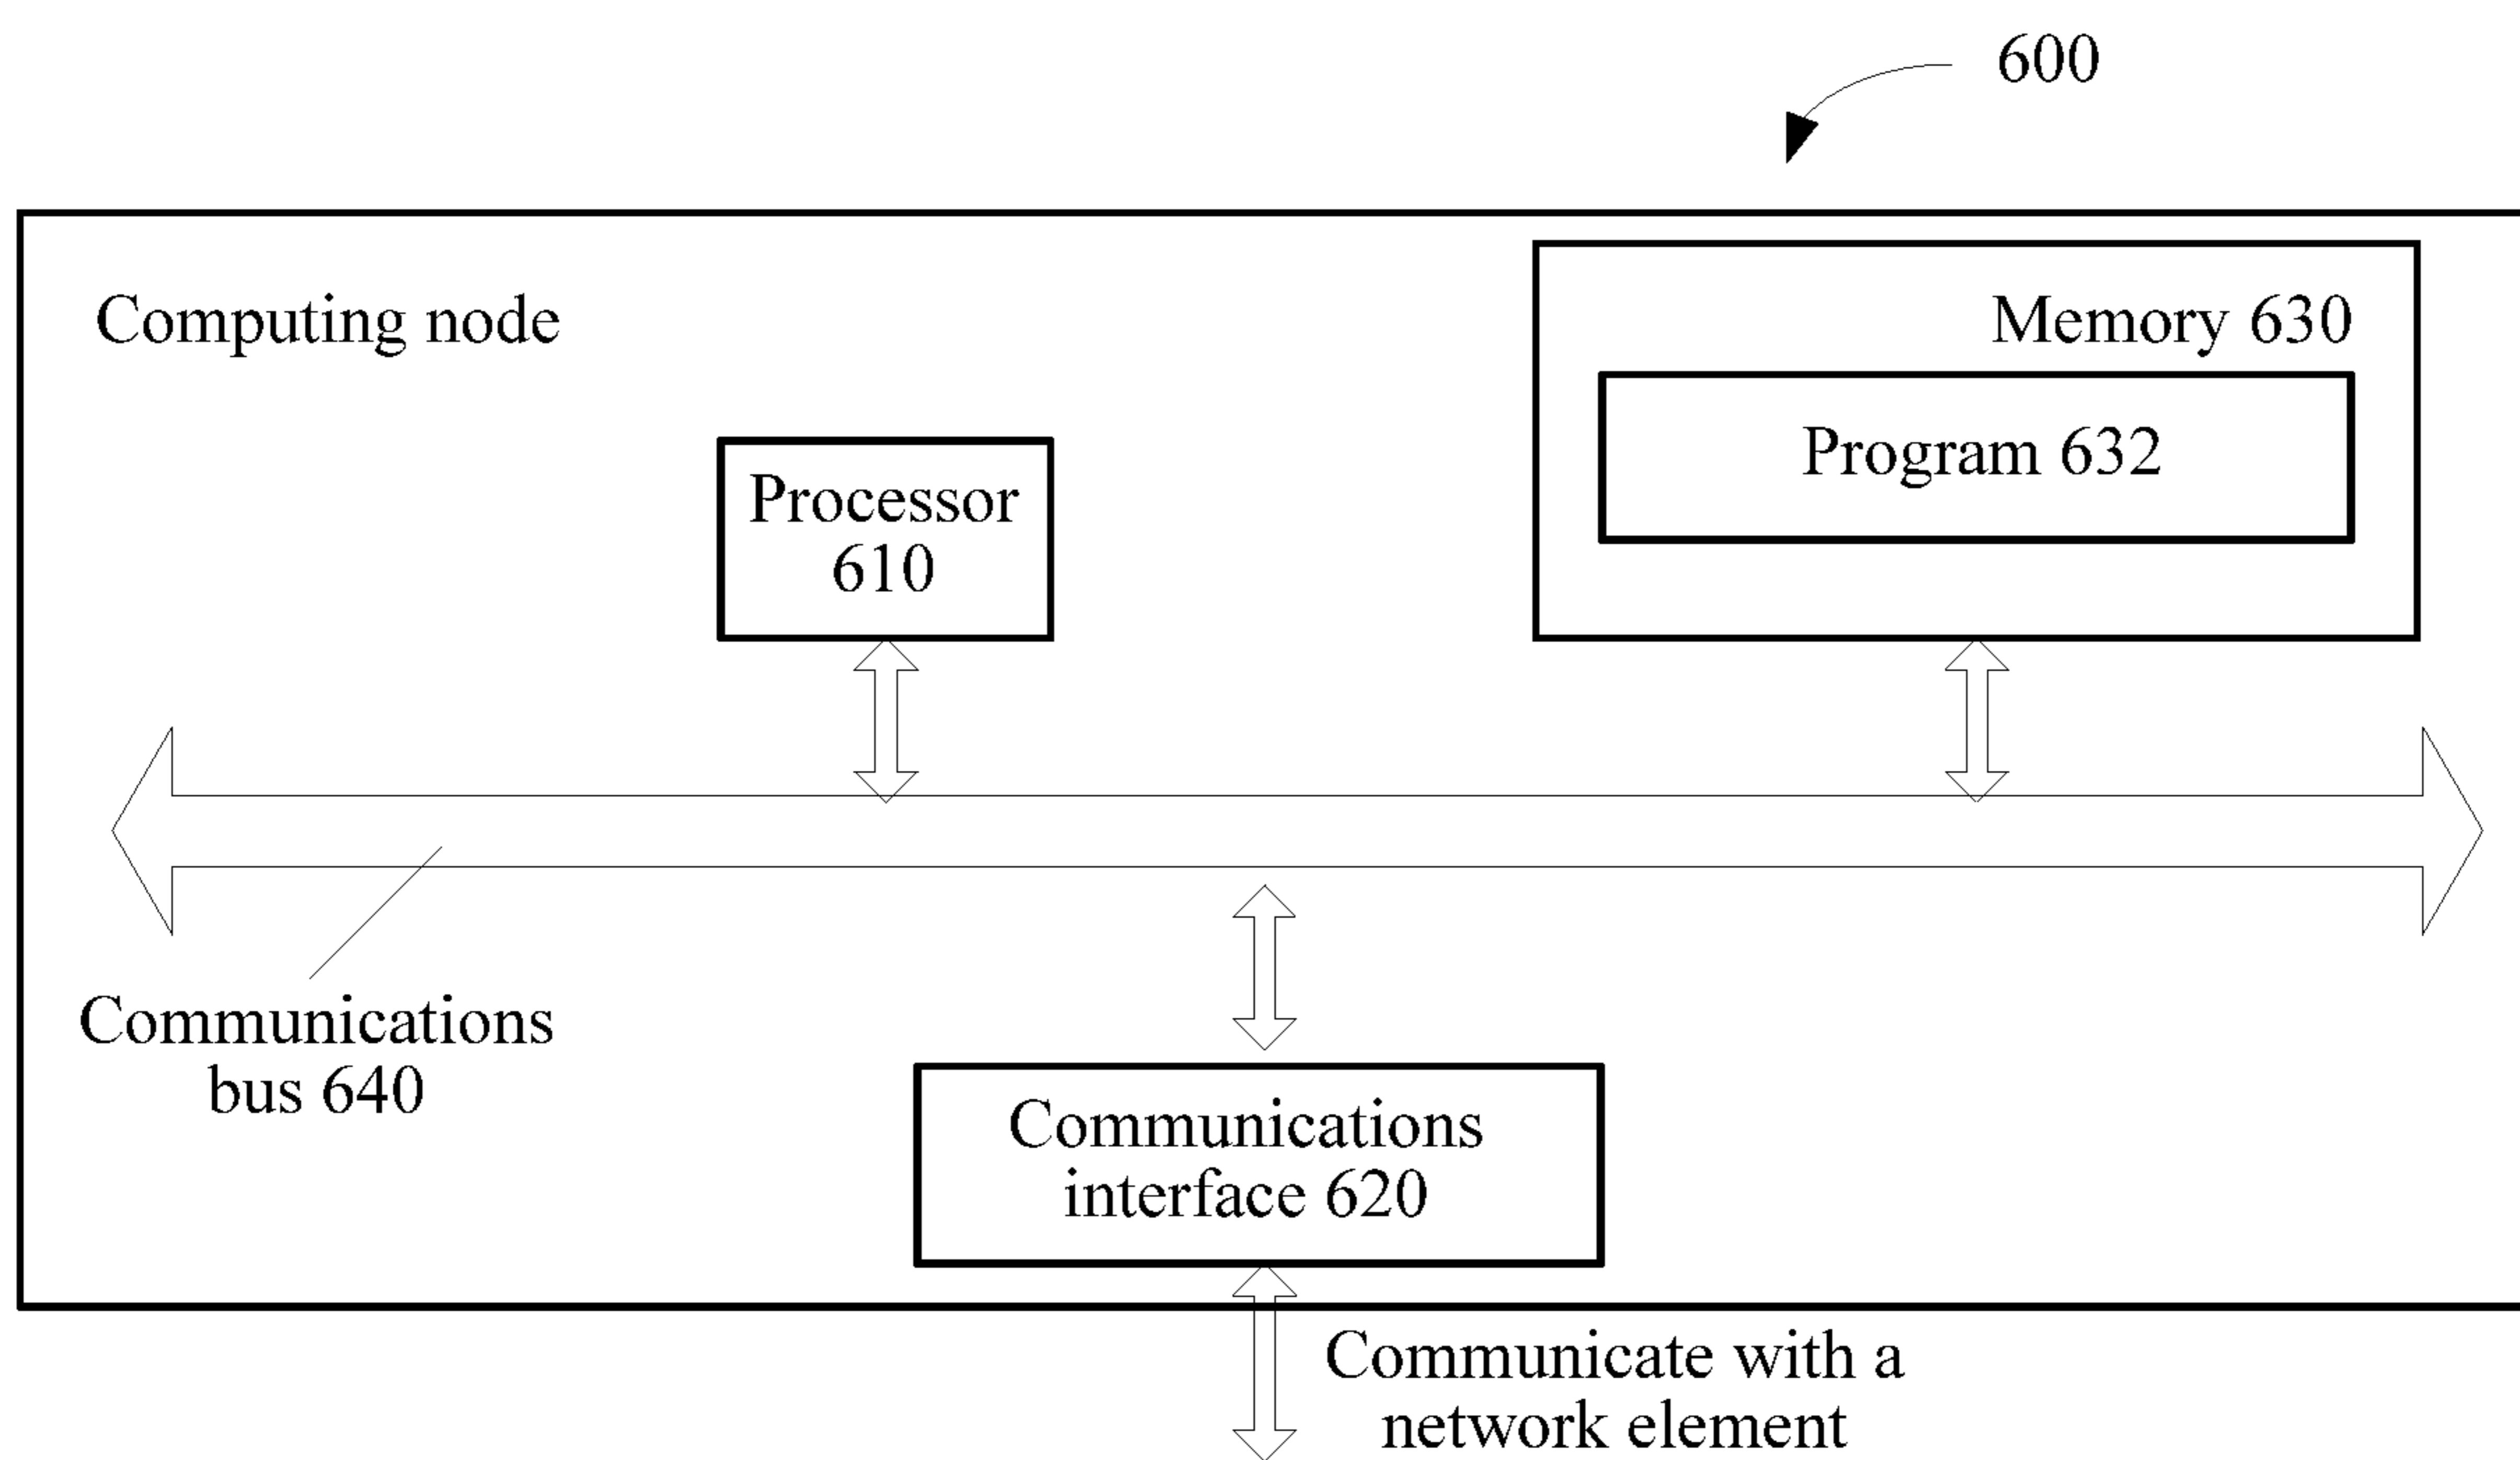 600
Computing node
Memory 630
Program 632
Processor
610
Communications
bus 640
Communications
interface 620
Communicate with a
network element